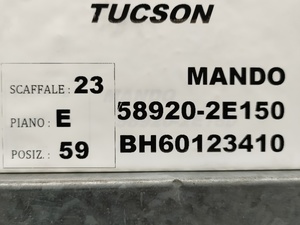 TUCSON
SCAFFALE : 23
PIANO : E
POSIZ. : 59
MANDO
58920-2E150
BH60123410